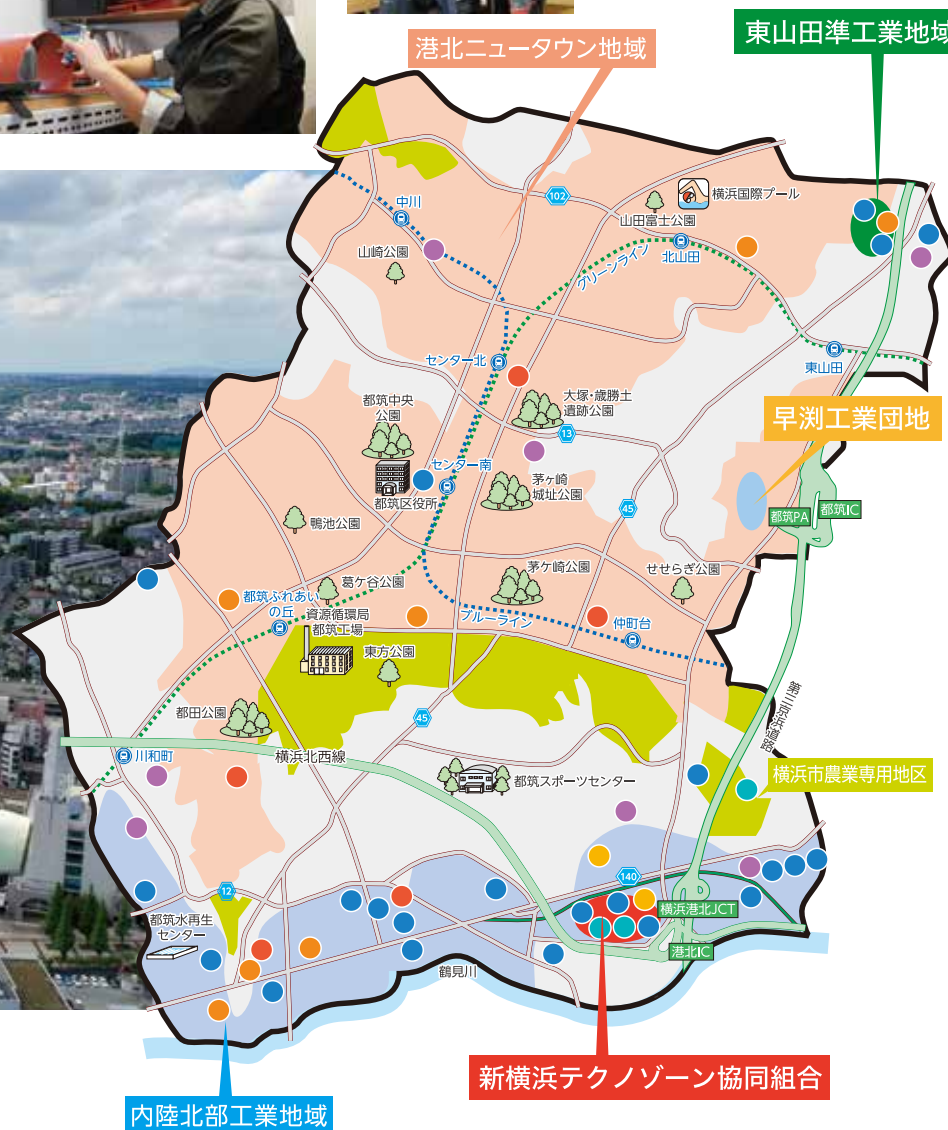 港北ニュータウン地域
東山田準工業地域
中川
102
横浜国際プール
山田富士公園
北山田
グリーンライン
山崎公園
センター北
東山田
都筑中央
公園
大塚・歳勝土
遺跡公園
13
早渕工業団地
センター南
都筑区役所
茅ヶ崎
城址公園
45
都筑PA
都筑IC
鴨池公園
茅ケ崎公園
せせらぎ公園
葛ケ谷公園
都筑ふれあい
の丘
資源循環局
都筑工場
ブルーライン
仲町台
東方公園
第三京浜道路
都田公園
45
川和町
横浜北西線
都筑スポーツセンター
横浜市農業専用地区
140
12
横浜港北JCT
都筑水再生
センター
港北IC
鶴見川
新横浜テクノゾーン協同組合
内陸北部工業地域